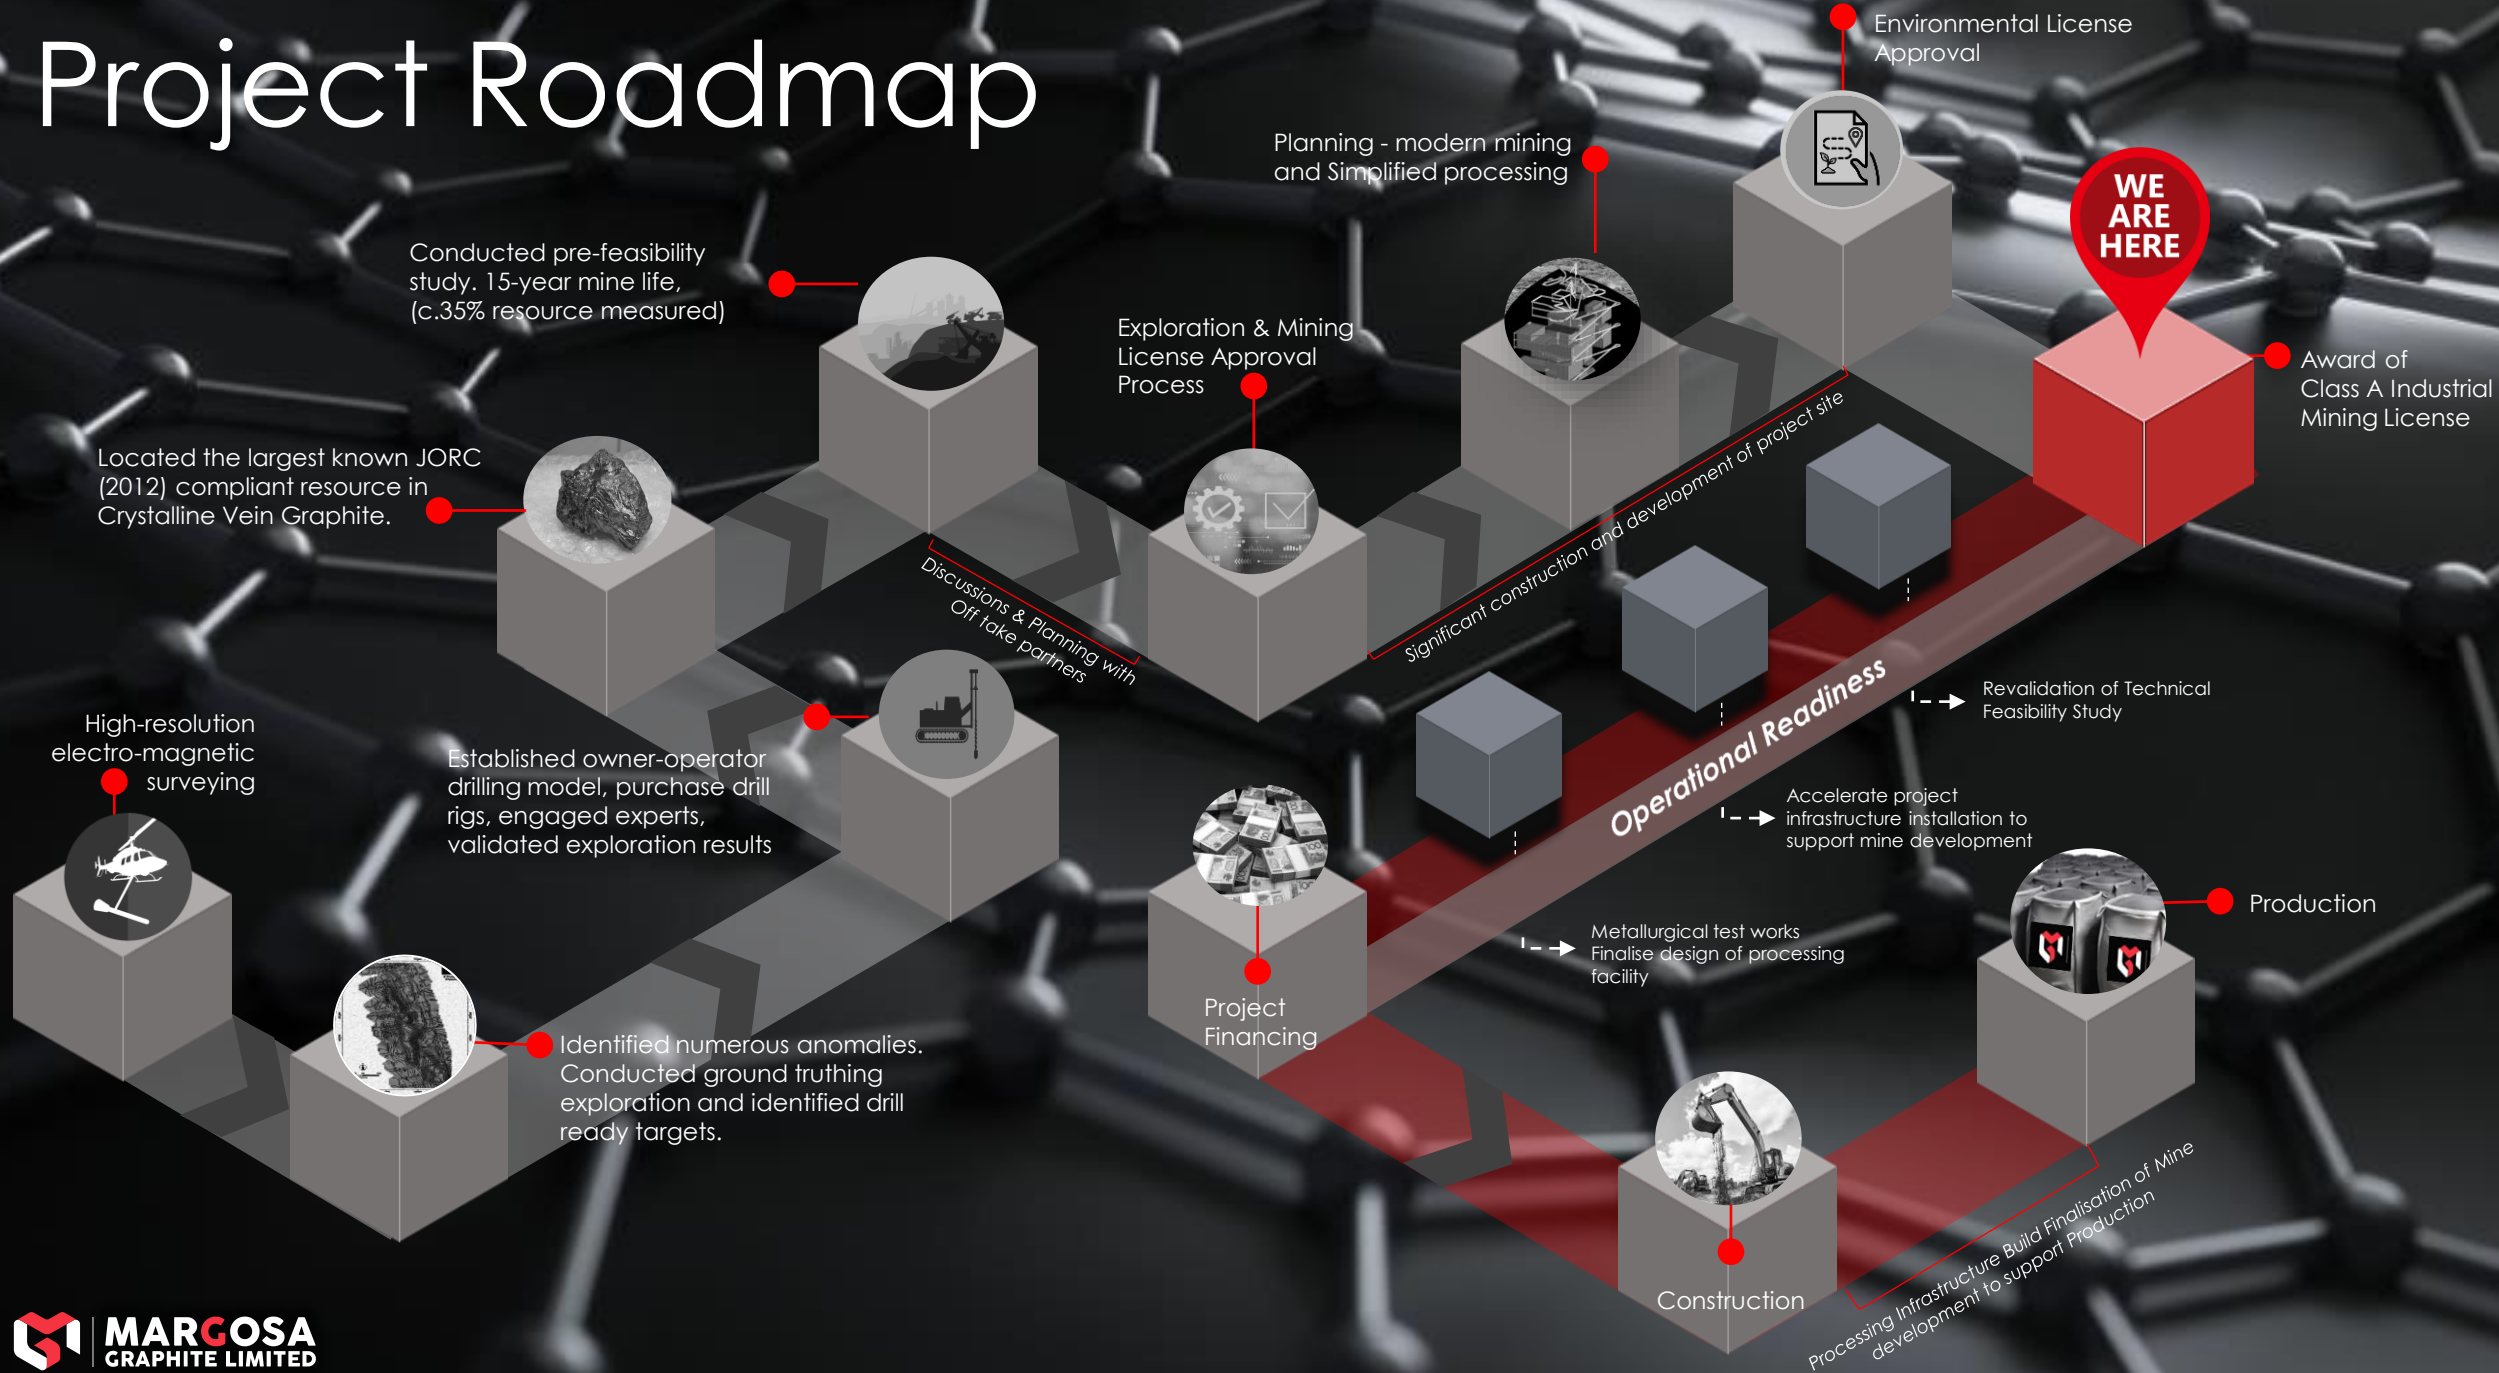 Project Roadmap
High-resolution
electro-magnetic
surveying
Identified numerous anomalies.
Conducted ground truthing
exploration and identified drill
ready targets.
Established owner-operator
drilling model, purchase drill
rigs, engaged experts,
validated exploration results
Located the largest known JORC
(2012) compliant resource in
Crystalline Vein Graphite.
Conducted pre-feasibility
study. 15-year mine life,
(c.35% resource measured)
Discussions & Planning with
Off take partners
Exploration & Mining
License Approval
Process
Planning - modern mining
and Simplified processing
Significant construction and development of project site
Environmental License
Approval
WE
ARE
HERE
Award of
Class A Industrial
Mining License
Operational Readiness
Revalidation of Technical
Feasibility Study
Accelerate project
infrastructure installation to
support mine development
Metallurgical test works
Finalise design of processing
facility
Project
Financing
Construction
Processing Infrastructure Build Finalisation of Mine
development to support Production
Production
MARGOSA
GRAPHITE LIMITED